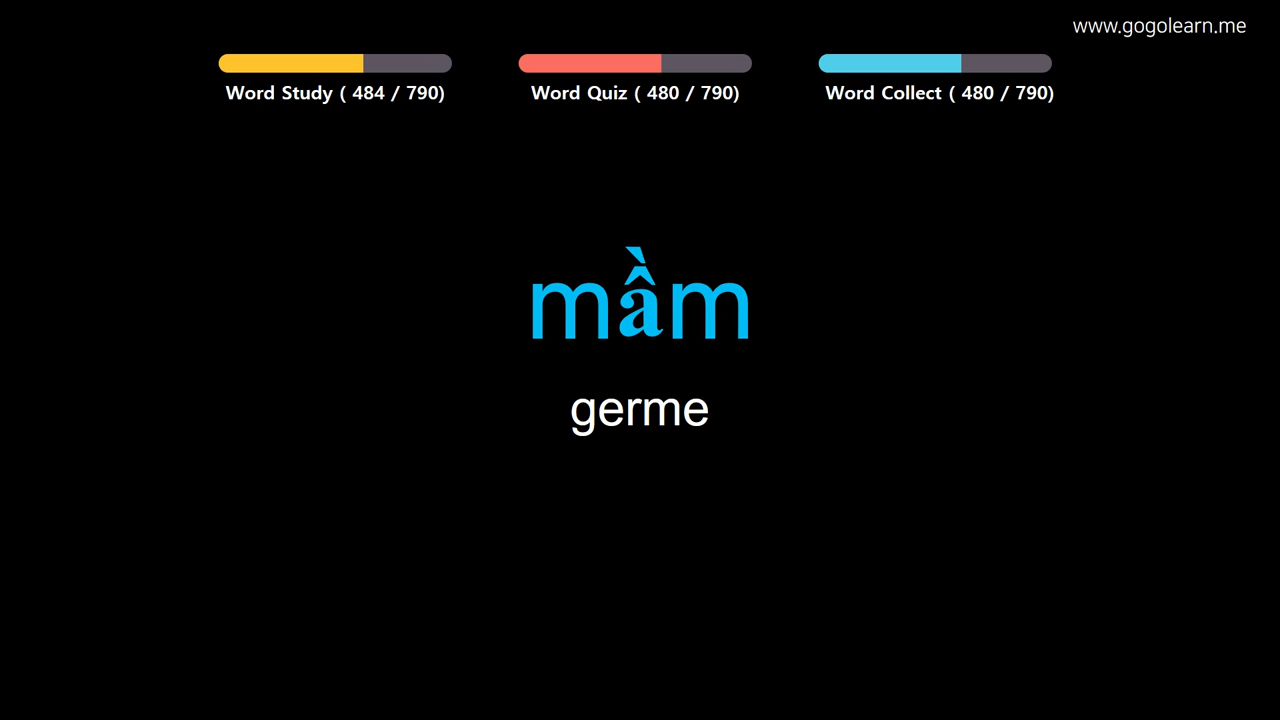 www.gogolearn.me
Word Study ( 484 / 790)
Word Quiz ( 480 / 790)
Word Collect ( 480 / 790)
mầm
germe